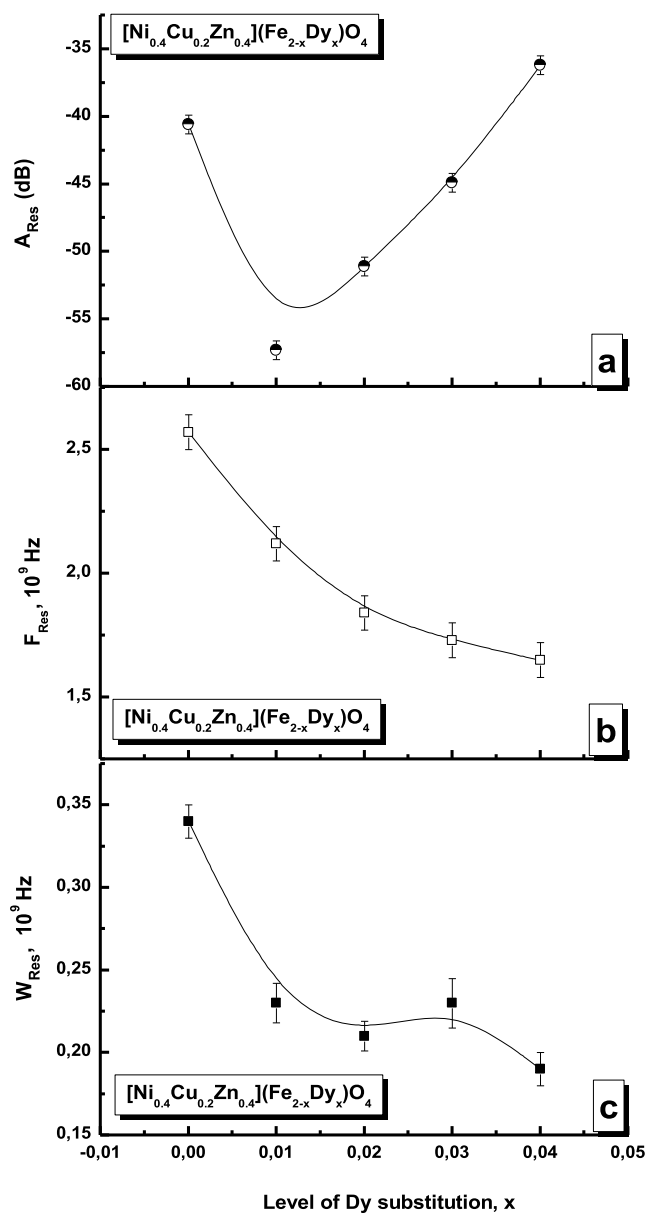 [Ni0.4Cu0.2Zn0.4](Fe2-xDyx)O4
-35
-40
-45
-50
-55
-60
ARes (dB)
a
2,5
2,0
1,5
FRes, 10^9 Hz
[Ni0.4Cu0.2Zn0.4](Fe2-xDyx)O4
b
0,35
0,30
0,25
0,20
0,15
WRes, 10^9 Hz
[Ni0.4Cu0.2Zn0.4](Fe2-xDyx)O4
c
-0,01 0,00 0,01 0,02 0,03 0,04 0,05
Level of Dy substitution, x